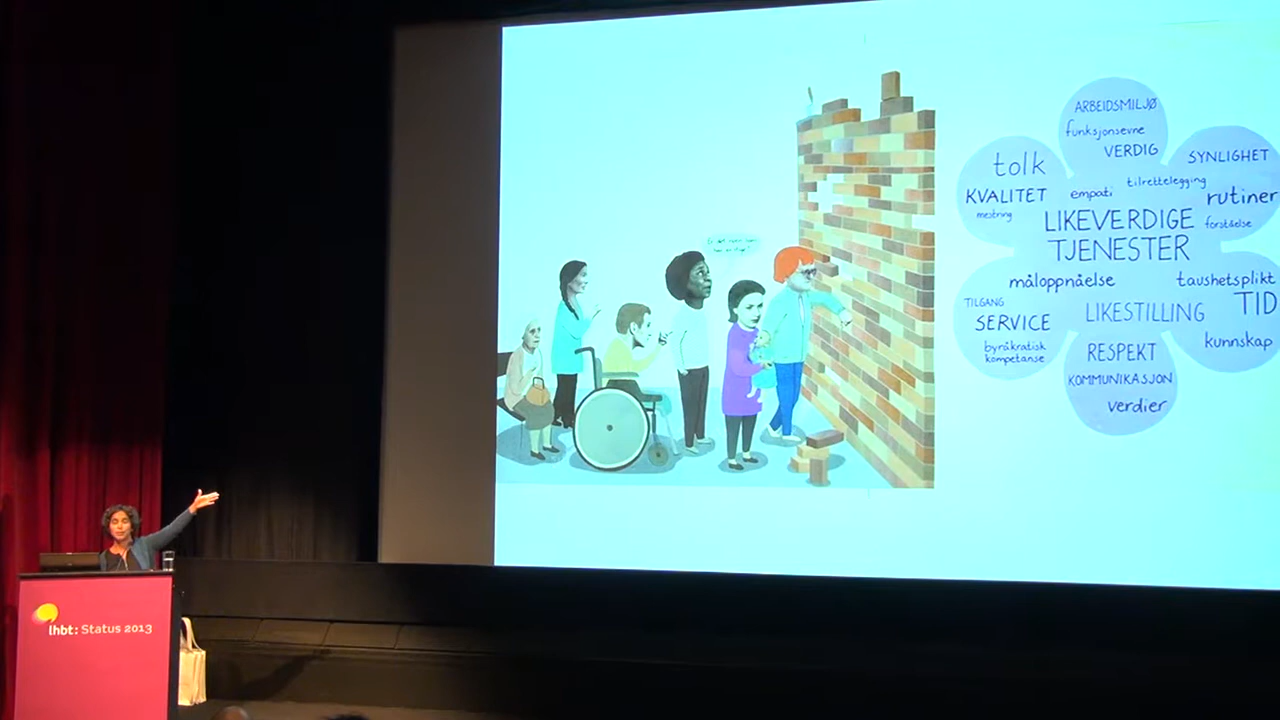 ARBEIDSMILJØ
funksjonsevne
VERDIG
tolk
KVALITET
mestring
SYNLIGHET
rutiner
forståelse
empati
tilrettelegging
LIKEVERDIGE
TJENESTER
måloppnåelse
taushetsplikt
TILGANG
SERVICE
byråkratisk
kompetanse
LIKESTILLING
TID
kunnskap
RESPEKT
KOMMUNIKASJON
verdier
lhbt: Status 2013